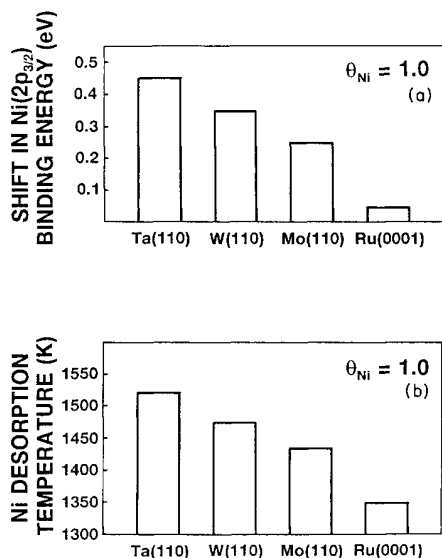 SHIFT IN Ni(2p3/2)
BINDING ENERGY (eV)
0.5
0.4
0.3
0.2
0.1
θNi = 1.0
(a)
Ta(110) W(110) Mo(110) Ru(0001)
Ni DESORPTION
TEMPERATURE (K)
1550
1500
1450
1400
1350
1300
θNi = 1.0
(b)
Ta(110) W(110) Mo(110) Ru(0001)